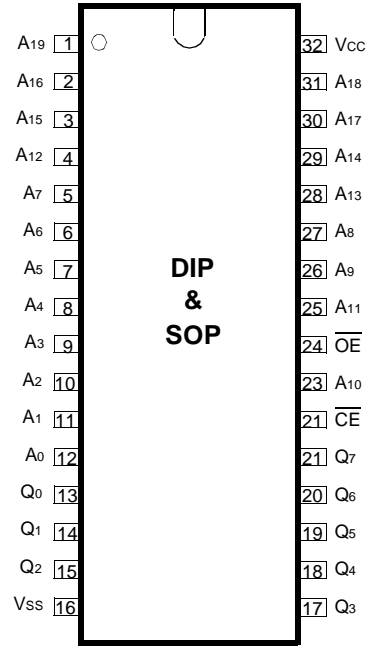 A19 1 32 VCC
A16 2 31 A18
A15 3 30 A17
A12 4 29 A14
A7 5 28 A13
A6 6 27 A8
A5 7 26 A9
A4 8 25 A11
A3 9 24 OE
A2 10 23 A10
A1 11 21 CE
A0 12 21 Q7
Q0 13 20 Q6
Q1 14 19 Q5
Q2 15 18 Q4
VSS 16 17 Q3
DIP
&
SOP